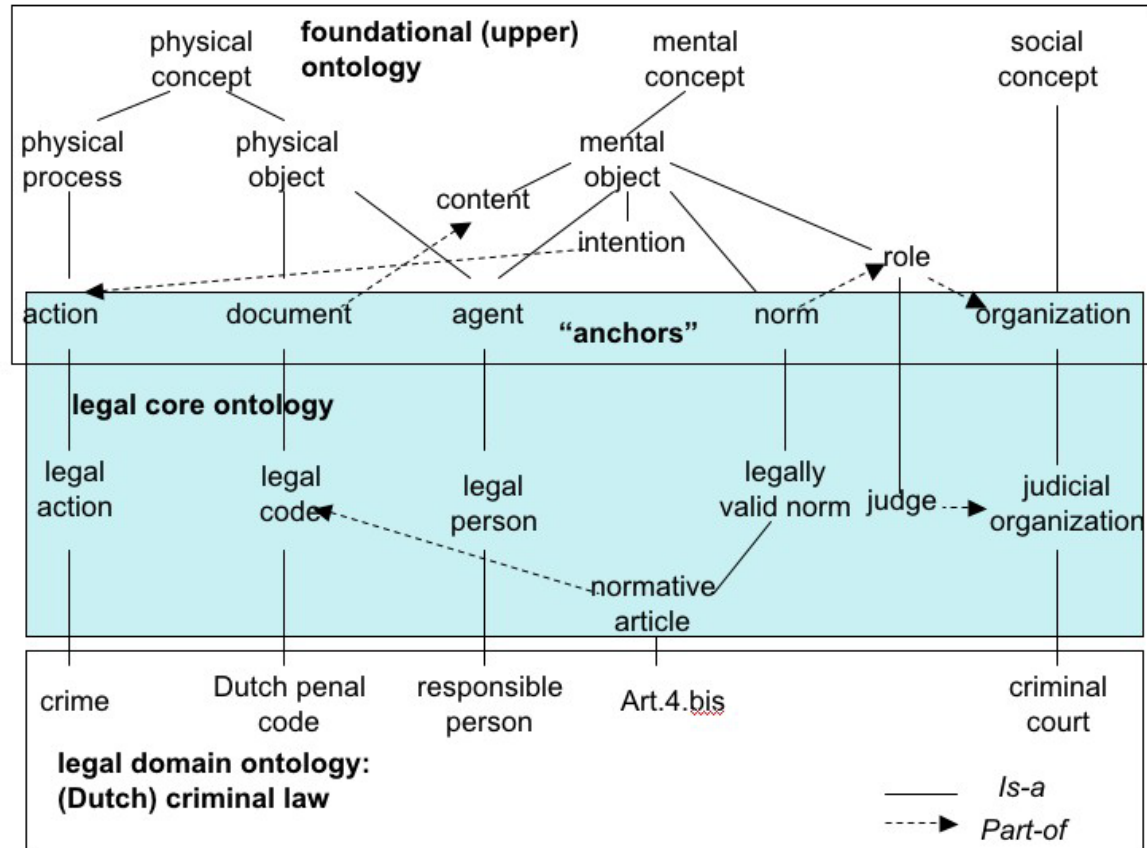 physical
concept
foundational (upper)
ontology
mental
concept
social
concept
physical
process
physical
object
mental
object
content
intention
role
action
document
agent
"anchors"
norm
organization
legal core ontology
legal
action
legal
code
legal
person
legally
valid norm
judge
judicial
organization
normative
article
crime
Dutch penal
code
responsible
person
Art.4.bis
criminal
court
legal domain ontology:
(Dutch) criminal law
Is-a
Part-of